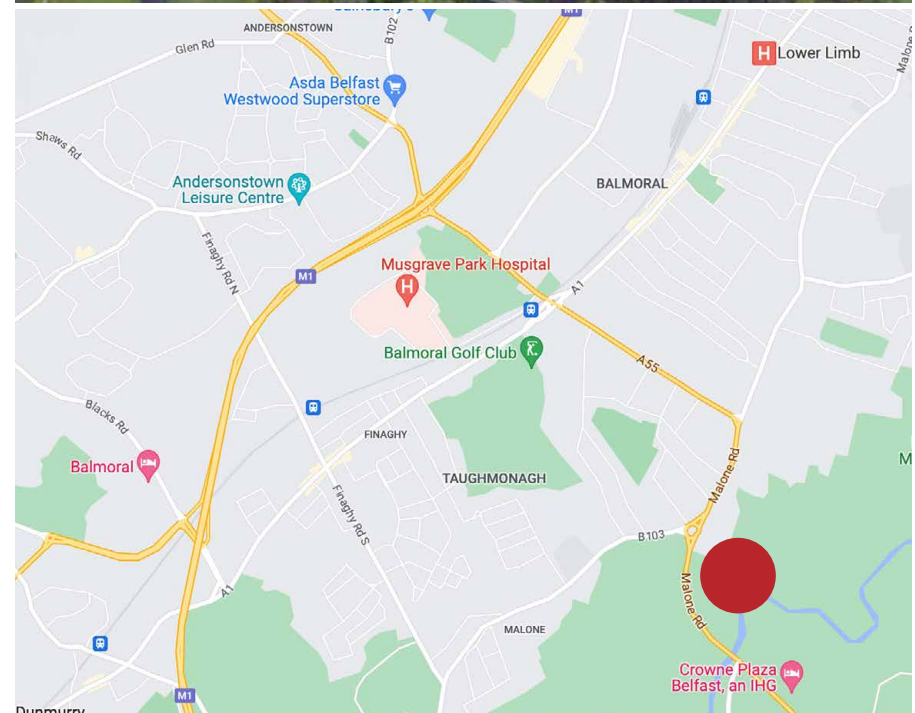 ANDERSONSTOWN
B102
M1
Glen Rd
H Lower Limb
Asda Belfast
Westwood Superstore
Shaws Rd
Andersonstown
Leisure Centre
BALMORAL
Finaghy Rd N
M1
Musgrave Park Hospital
H
A1
Balmoral Golf Club
A55
Blacks Rd
FINAGHY
Balmoral
TAUGHMONAGH
Malone Rd
Finaghy Rd S
B103
A1
Malone Rd
MALONE
Crowne Plaza
Belfast, an IHG
M1